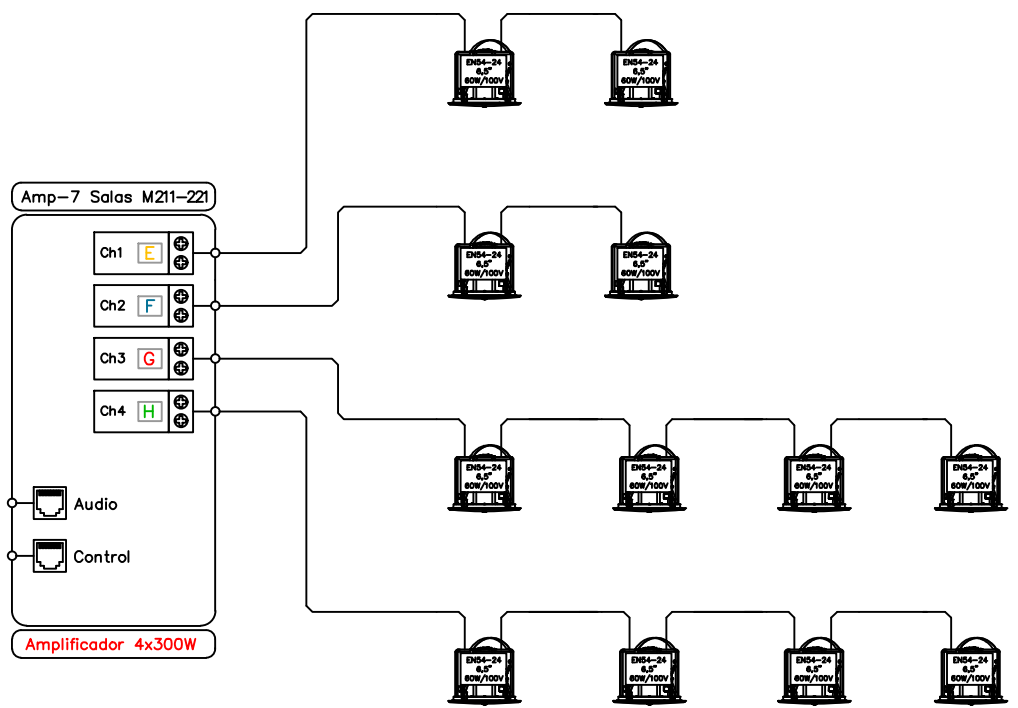 EN54-24
6,5"
60W/100V
EN54-24
6,5"
60W/100V
Amp-7 Salas M211-221
Ch1 E
Ch2 F
Ch3 G
Ch4 H
Audio
Control
Amplificador 4x300W
EN54-24
6,5"
60W/100V
EN54-24
6,5"
60W/100V
EN54-24
6,5"
60W/100V
EN54-24
6,5"
60W/100V
EN54-24
6,5"
60W/100V
EN54-24
6,5"
60W/100V
EN54-24
6,5"
60W/100V
EN54-24
6,5"
60W/100V
EN54-24
6,5"
60W/100V
EN54-24
6,5"
60W/100V